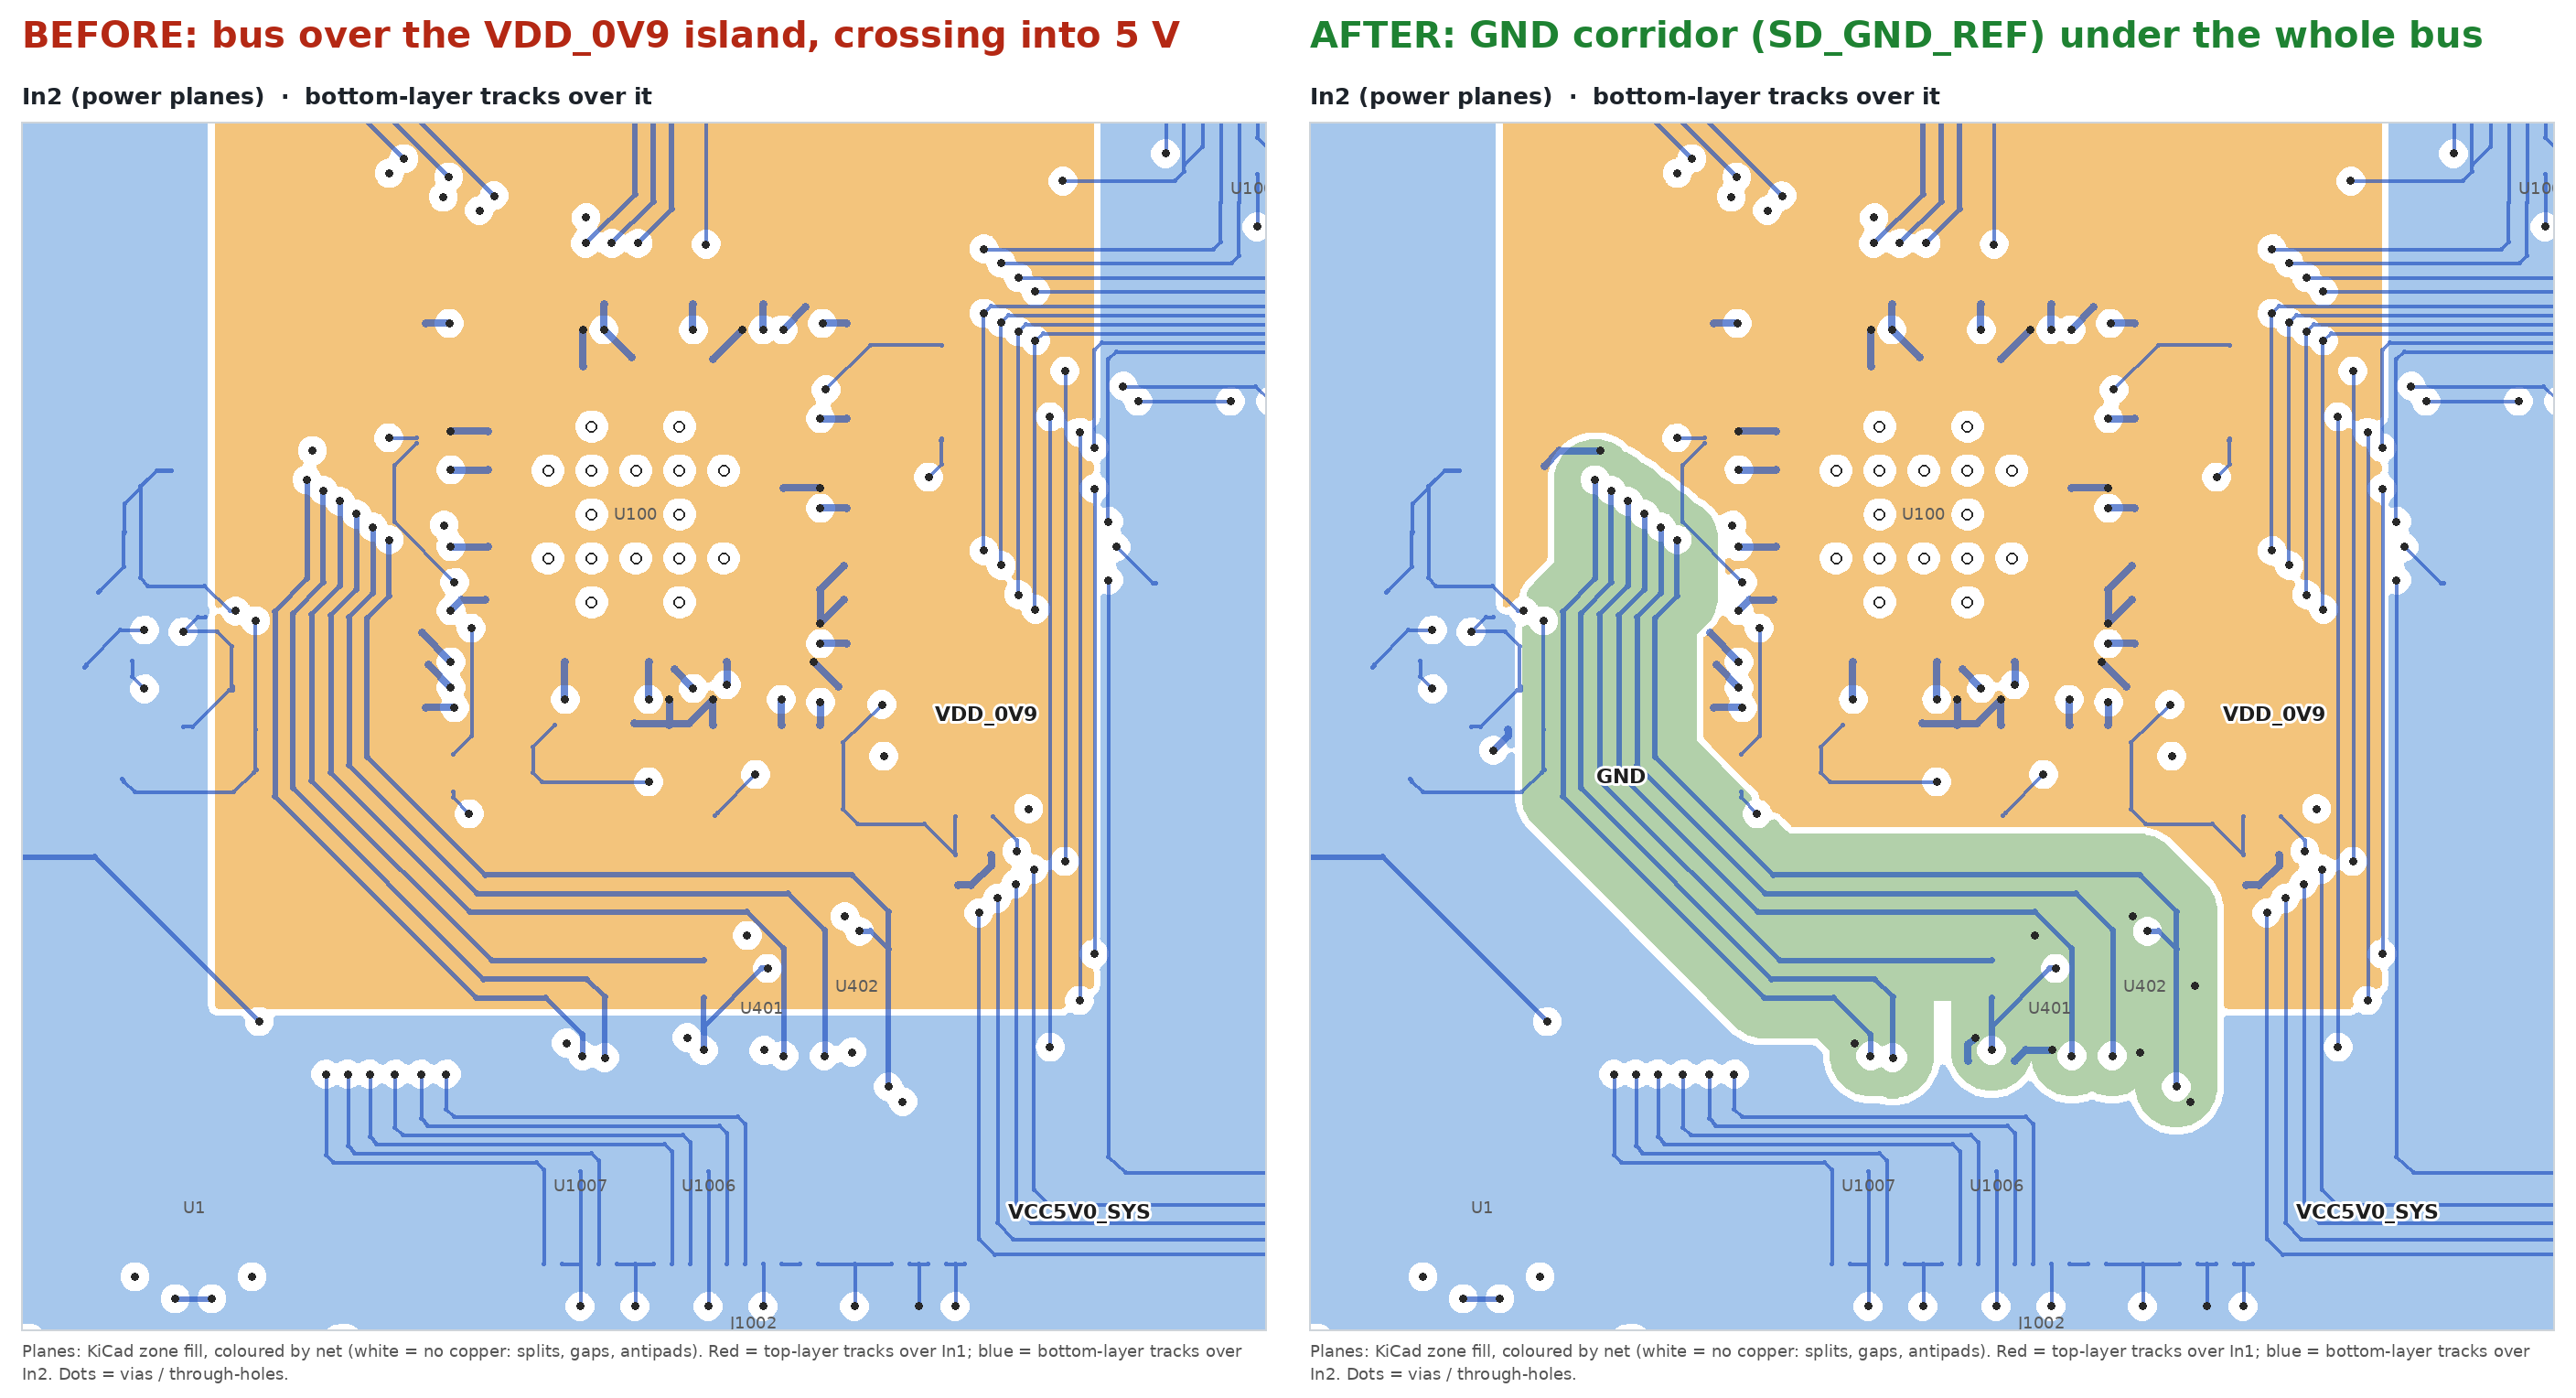 BEFORE: bus over the VDD_0V9 island, crossing into 5 V
In2 (power planes)  ·  bottom-layer tracks over it
U100
VDD_0V9
U402
U401
U1007
U1006
U1
VCC5V0_SYS
J1002
Planes: KiCad zone fill, coloured by net (white = no copper: splits, gaps, antipads). Red = top-layer tracks over In1; blue = bottom-layer tracks over
In2. Dots = vias / through-holes.
AFTER: GND corridor (SD_GND_REF) under the whole bus
In2 (power planes)  ·  bottom-layer tracks over it
U100
VDD_0V9
GND
U402
U401
U1007
U1006
U1
VCC5V0_SYS
J1002
Planes: KiCad zone fill, coloured by net (white = no copper: splits, gaps, antipads). Red = top-layer tracks over In1; blue = bottom-layer tracks over
In2. Dots = vias / through-holes.